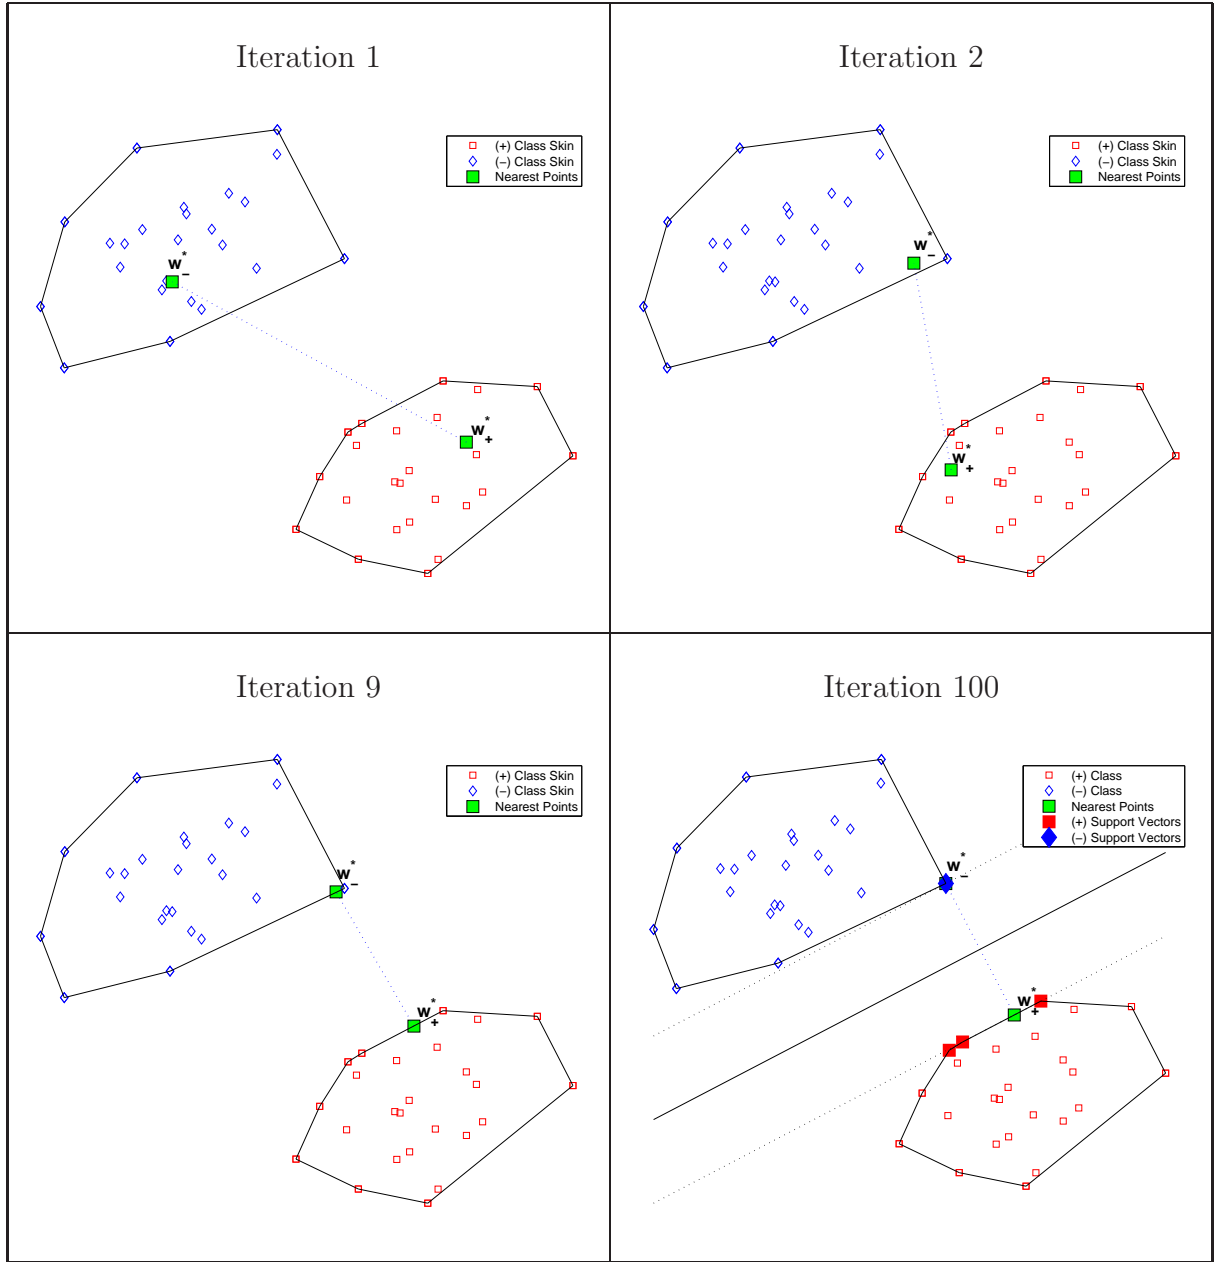 Iteration 1
(+) Class Skin
(−) Class Skin
Nearest Points
w*−
w*+
Iteration 2
(+) Class Skin
(−) Class Skin
Nearest Points
w*−
w*+
Iteration 9
(+) Class Skin
(−) Class Skin
Nearest Points
w*−
w*+
Iteration 100
(+) Class
(−) Class
Nearest Points
(+) Support Vectors
(−) Support Vectors
w*−
w*+